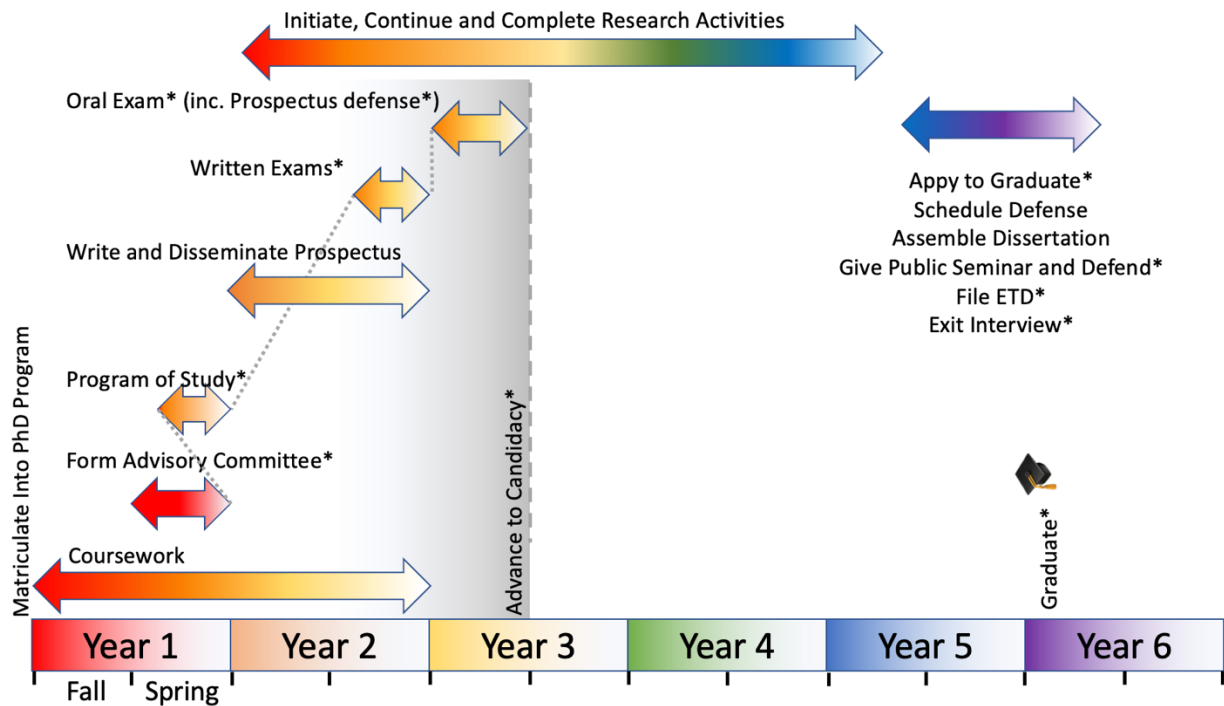 Initiate, Continue and Complete Research Activities
Oral Exam* (inc. Prospectus defense*)
Written Exams*
Appy to Graduate*
Schedule Defense
Assemble Dissertation
Give Public Seminar and Defend*
File ETD*
Exit Interview*
Write and Disseminate Prospectus
Matriculate Into PhD Program
Program of Study*
Advance to Candidacy*
Form Advisory Committee*
Graduate*
Coursework
Year 1
Year 2
Year 3
Year 4
Year 5
Year 6
Fall
Spring